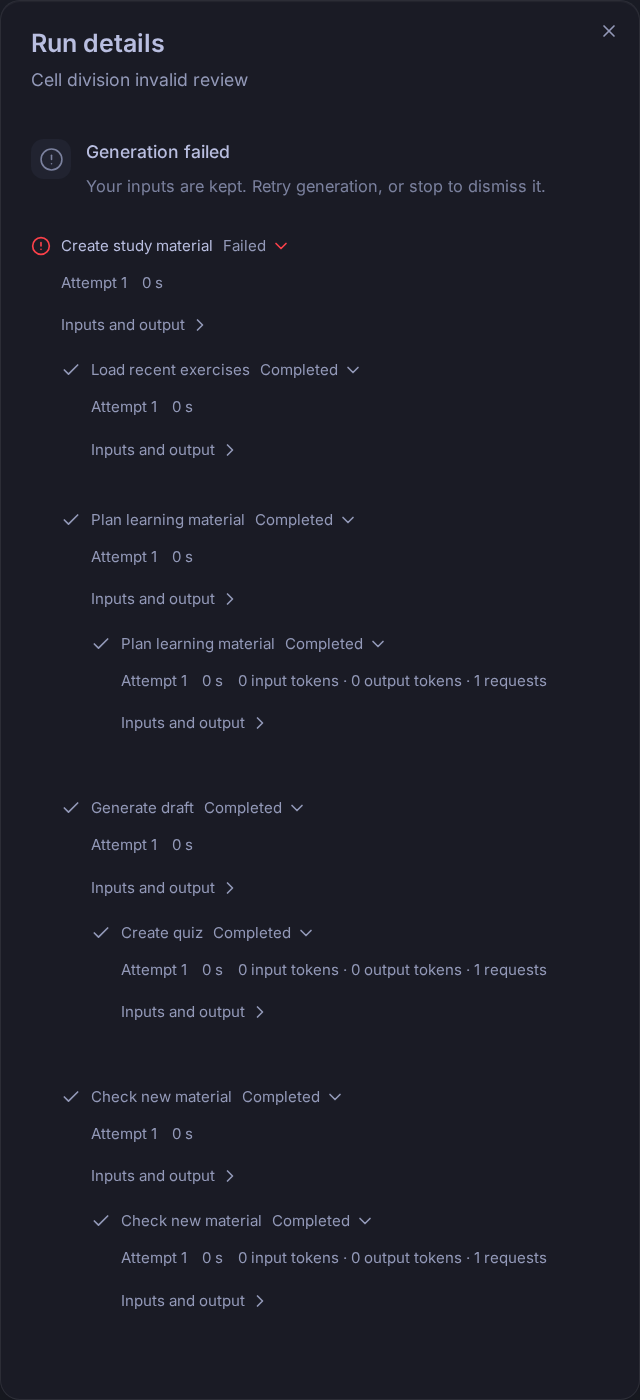 Run details
Cell division invalid review
Generation failed
Your inputs are kept. Retry generation, or stop to dismiss it.
Create study material Failed
Attempt 1 0 s
Inputs and output
Load recent exercises Completed
Attempt 1 0 s
Inputs and output
Plan learning material Completed
Attempt 1 0 s
Inputs and output
Plan learning material Completed
Attempt 1 0 s 0 input tokens · 0 output tokens · 1 requests
Inputs and output
Generate draft Completed
Attempt 1 0 s
Inputs and output
Create quiz Completed
Attempt 1 0 s 0 input tokens · 0 output tokens · 1 requests
Inputs and output
Check new material Completed
Attempt 1 0 s
Inputs and output
Check new material Completed
Attempt 1 0 s 0 input tokens · 0 output tokens · 1 requests
Inputs and output